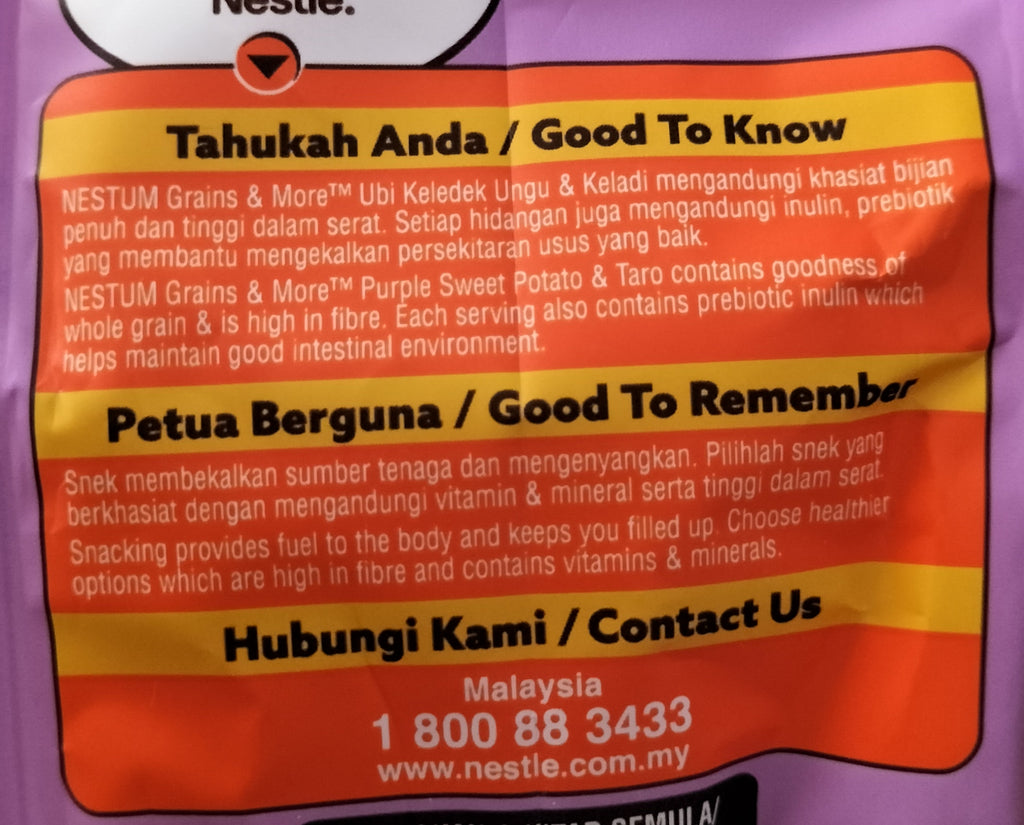 Nestlé.
Tahukah Anda / Good To Know
NESTUM Grains & More™ Ubi Keledek Ungu & Keladi mengandungi khasiat bijian
penuh dan tinggi dalam serat. Setiap hidangan juga mengandungi inulin, prebiotik
yang membantu mengekalkan persekitaran usus yang baik.
NESTUM Grains & More™ Purple Sweet Potato & Taro contains goodness of
whole grain & is high in fibre. Each serving also contains prebiotic inulin which
helps maintain good intestinal environment.
Petua Berguna / Good To Remember
Snek membekalkan sumber tenaga dan mengenyangkan. Pilihlah snek yang
berkhasiat dengan mengandungi vitamin & mineral serta tinggi dalam serat.
Snacking provides fuel to the body and keeps you filled up. Choose healthier
options which are high in fibre and contains vitamins & minerals.
Hubungi Kami / Contact Us
Malaysia
1 800 88 3433
www.nestle.com.my
SEMULA/